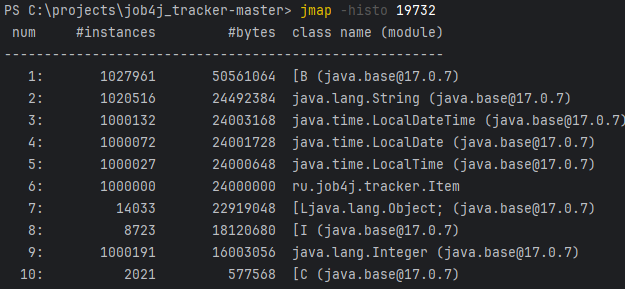 PS C:\projects\job4j_tracker-master> jmap -histo 19732
num #instances #bytes class name (module)
-------------------------------------------------------
1: 1027961 50561064 [B (java.base@17.0.7)
2: 1020516 24492384 java.lang.String (java.base@17.0.7)
3: 1000132 24003168 java.time.LocalDateTime (java.base@17.0.7)
4: 1000072 24001728 java.time.LocalDate (java.base@17.0.7)
5: 1000027 24000648 java.time.LocalTime (java.base@17.0.7)
6: 1000000 24000000 ru.job4j.tracker.Item
7: 14033 22919048 [Ljava.lang.Object; (java.base@17.0.7)
8: 8723 18120680 [I (java.base@17.0.7)
9: 1000191 16003056 java.lang.Integer (java.base@17.0.7)
10: 2021 577568 [C (java.base@17.0.7)